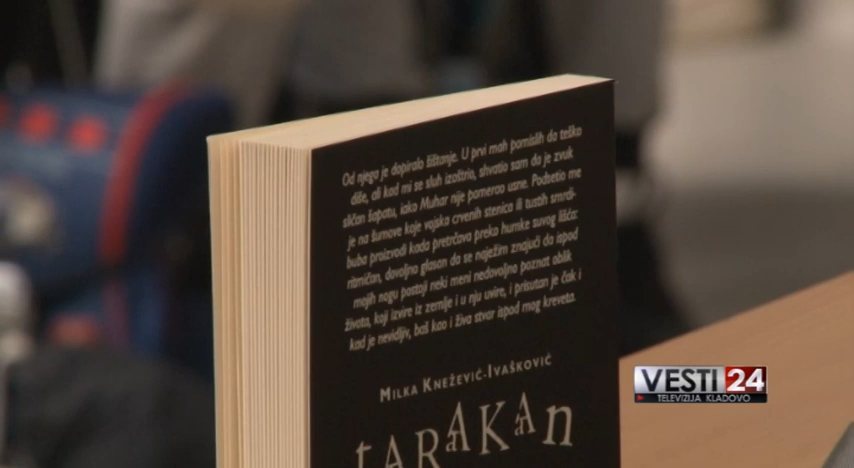 Od njega je dopiralo šištanje. U prvi mah pomislih da teško
diše, ali kad mi se sluh izoštrio, shvatio sam da je zvuk
sličan šapatu, iako Muhar nije pomerao usne. Podsetio me
je na šumove koje vojska crvenih stenica ili tustih smrdi-
buba proizvodi kada pretrčava preko humke suvog lišća:
ritmičan, dovoljno glasan da se naježim znajući da ispod
mojih nogu postoji neki meni nedovoljno poznat oblik
života, koji izvire iz zemlje i u nju uvire, i prisutan je čak i
kad je nevidljiv, baš kao i živa stvar ispod mog kreveta.
MILKA KNEŽEVIĆ-IVAŠKOVIĆ
tARAKAn
VESTI 24
TELEVIZIJA KLADOVO